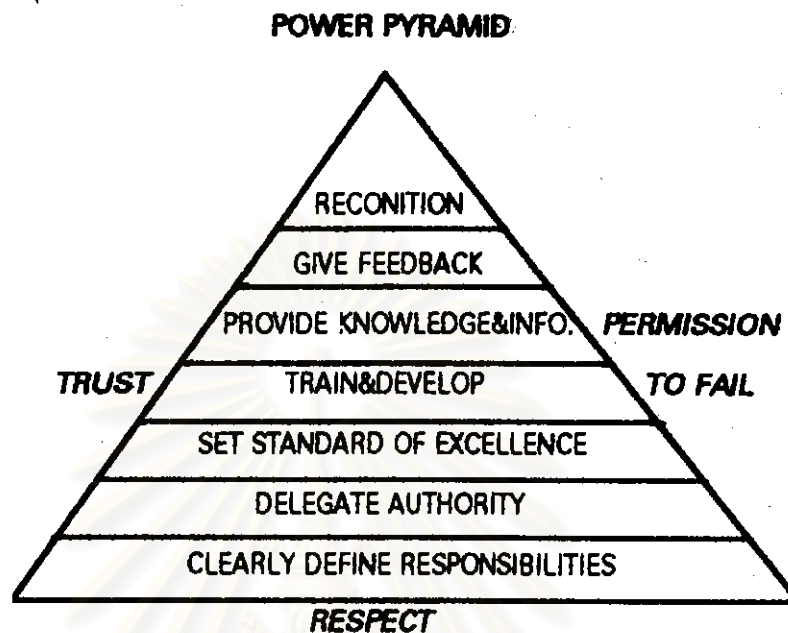 POWER PYRAMID
RECONITION
GIVE FEEDBACK
PROVIDE KNOWLEDGE&INFO. PERMISSION
TRUST TRAIN&DEVELOP TO FAIL
SET STANDARD OF EXCELLENCE
DELEGATE AUTHORITY
CLEARLY DEFINE RESPONSIBILITIES
RESPECT